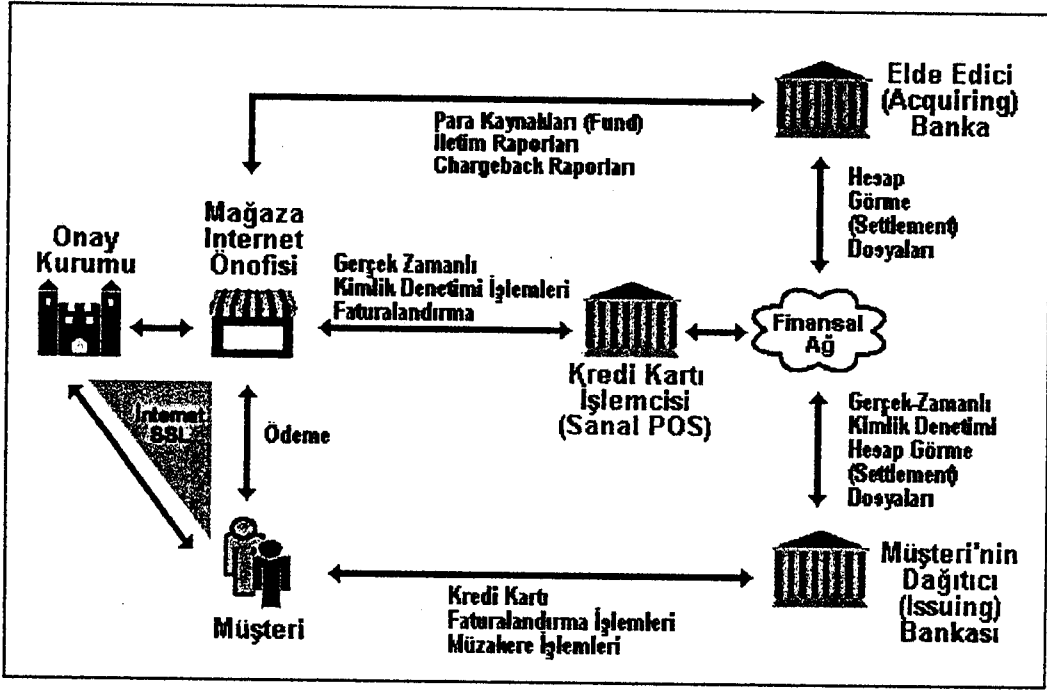 Elde Edici
(Acquiring)
Banka
Para Kaynakları (Fund)
İletim Raporları
Chargeback Raporları
Hesap
Görme
(Settlement)
Dosyaları
Mağaza
Internet
Önofisi
Onay
Kurumu
Gerçek Zamanlı
Kimlik Denetimi İşlemleri
Faturalandırma
Finansal
Ağ
Kredi Kartı
İşlemcisi
(Sanal POS)
Internet
SSL
Ödeme
Gerçek-Zamanlı
Kimlik Denetimi
Hesap Görme
(Settlement)
Dosyaları
Müşteri
Kredi Kartı
Faturalandırma İşlemleri
Müzakere İşlemleri
Müşteri'nin
Dağıtıcı
(Issuing)
Bankası